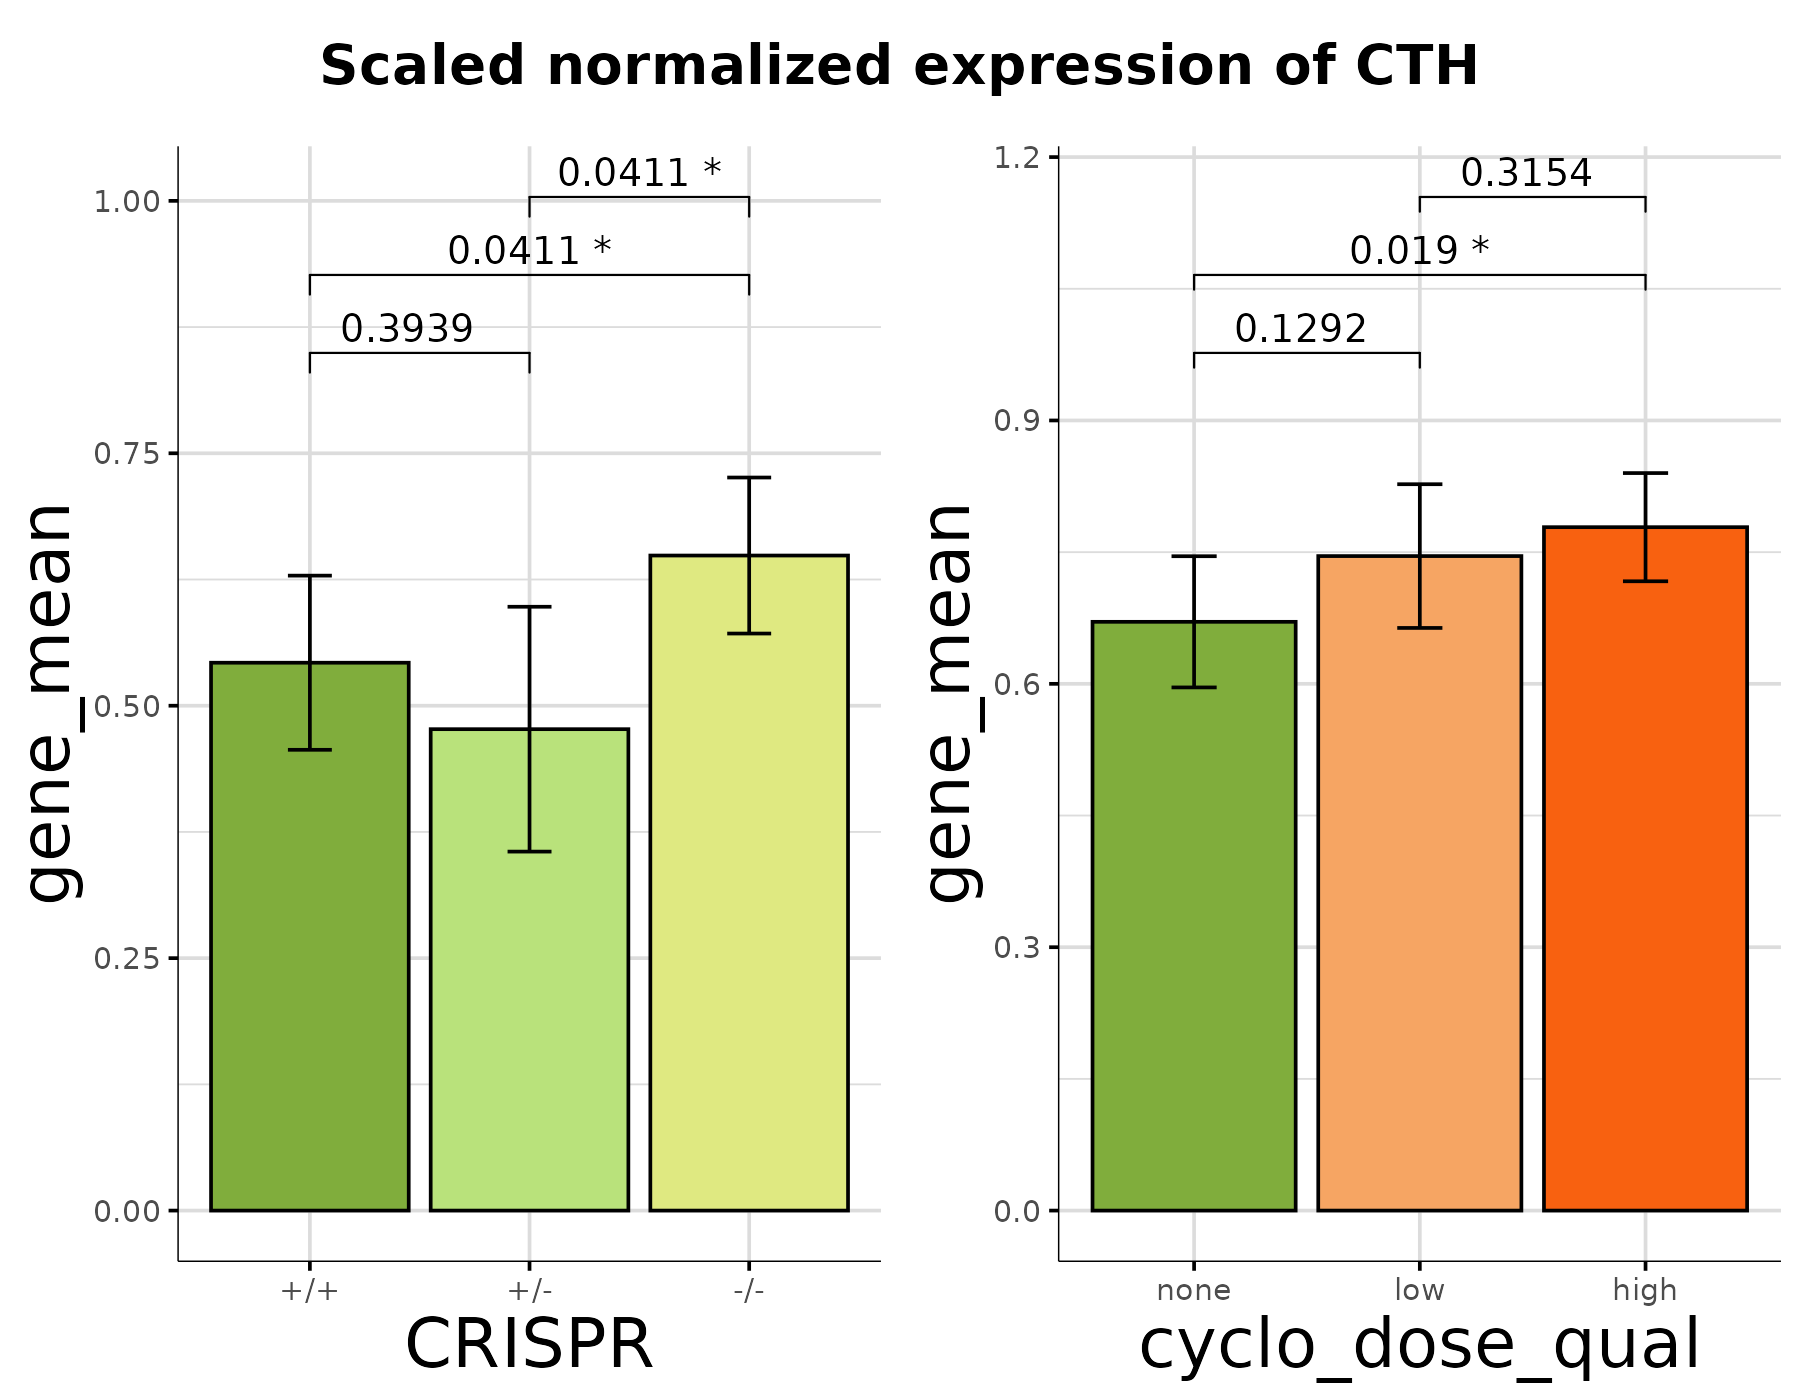 Scaled normalized expression of CTH
gene_mean
1.00
0.75
0.50
0.25
0.00
0.0411 *
0.0411 *
0.3939
+/+ +/- -/-
CRISPR
gene_mean
1.2
0.9
0.6
0.3
0.0
0.3154
0.019 *
0.1292
none low high
cyclo_dose_qual